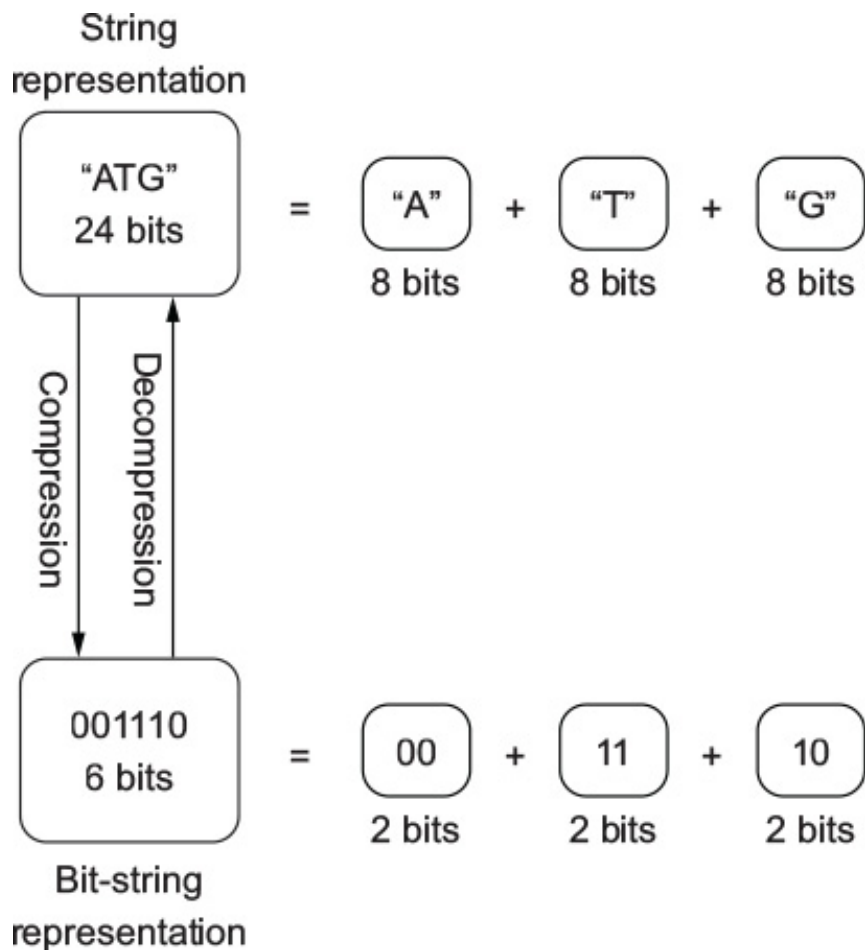 String
representation
“ATG”
24 bits
=
“A”
+
“T”
+
“G”
8 bits
8 bits
8 bits
Compression
Decompression
001110
6 bits
=
00
+
11
+
10
2 bits
2 bits
2 bits
Bit-string
representation